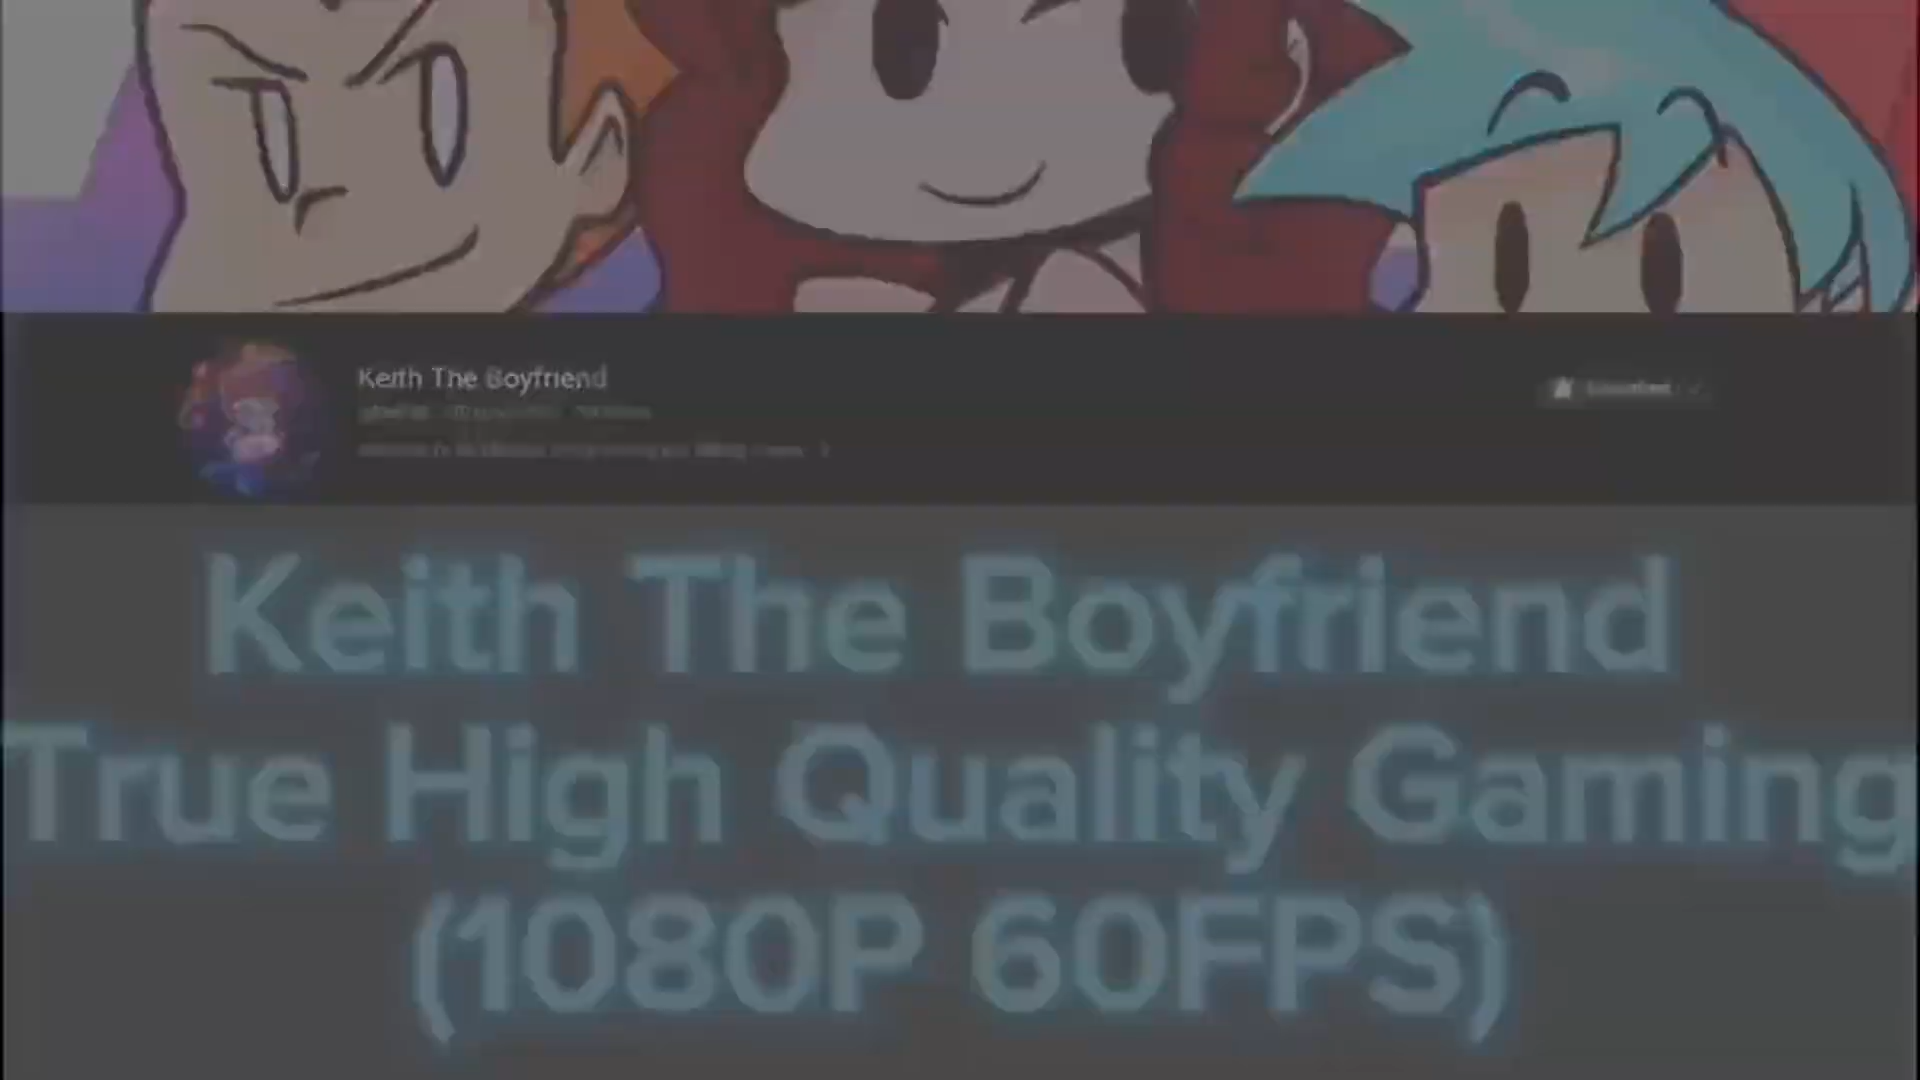 Keith The Boyfriend
Keith The Boyfriend
True High Quality Gaming
(1080P 60FPS)